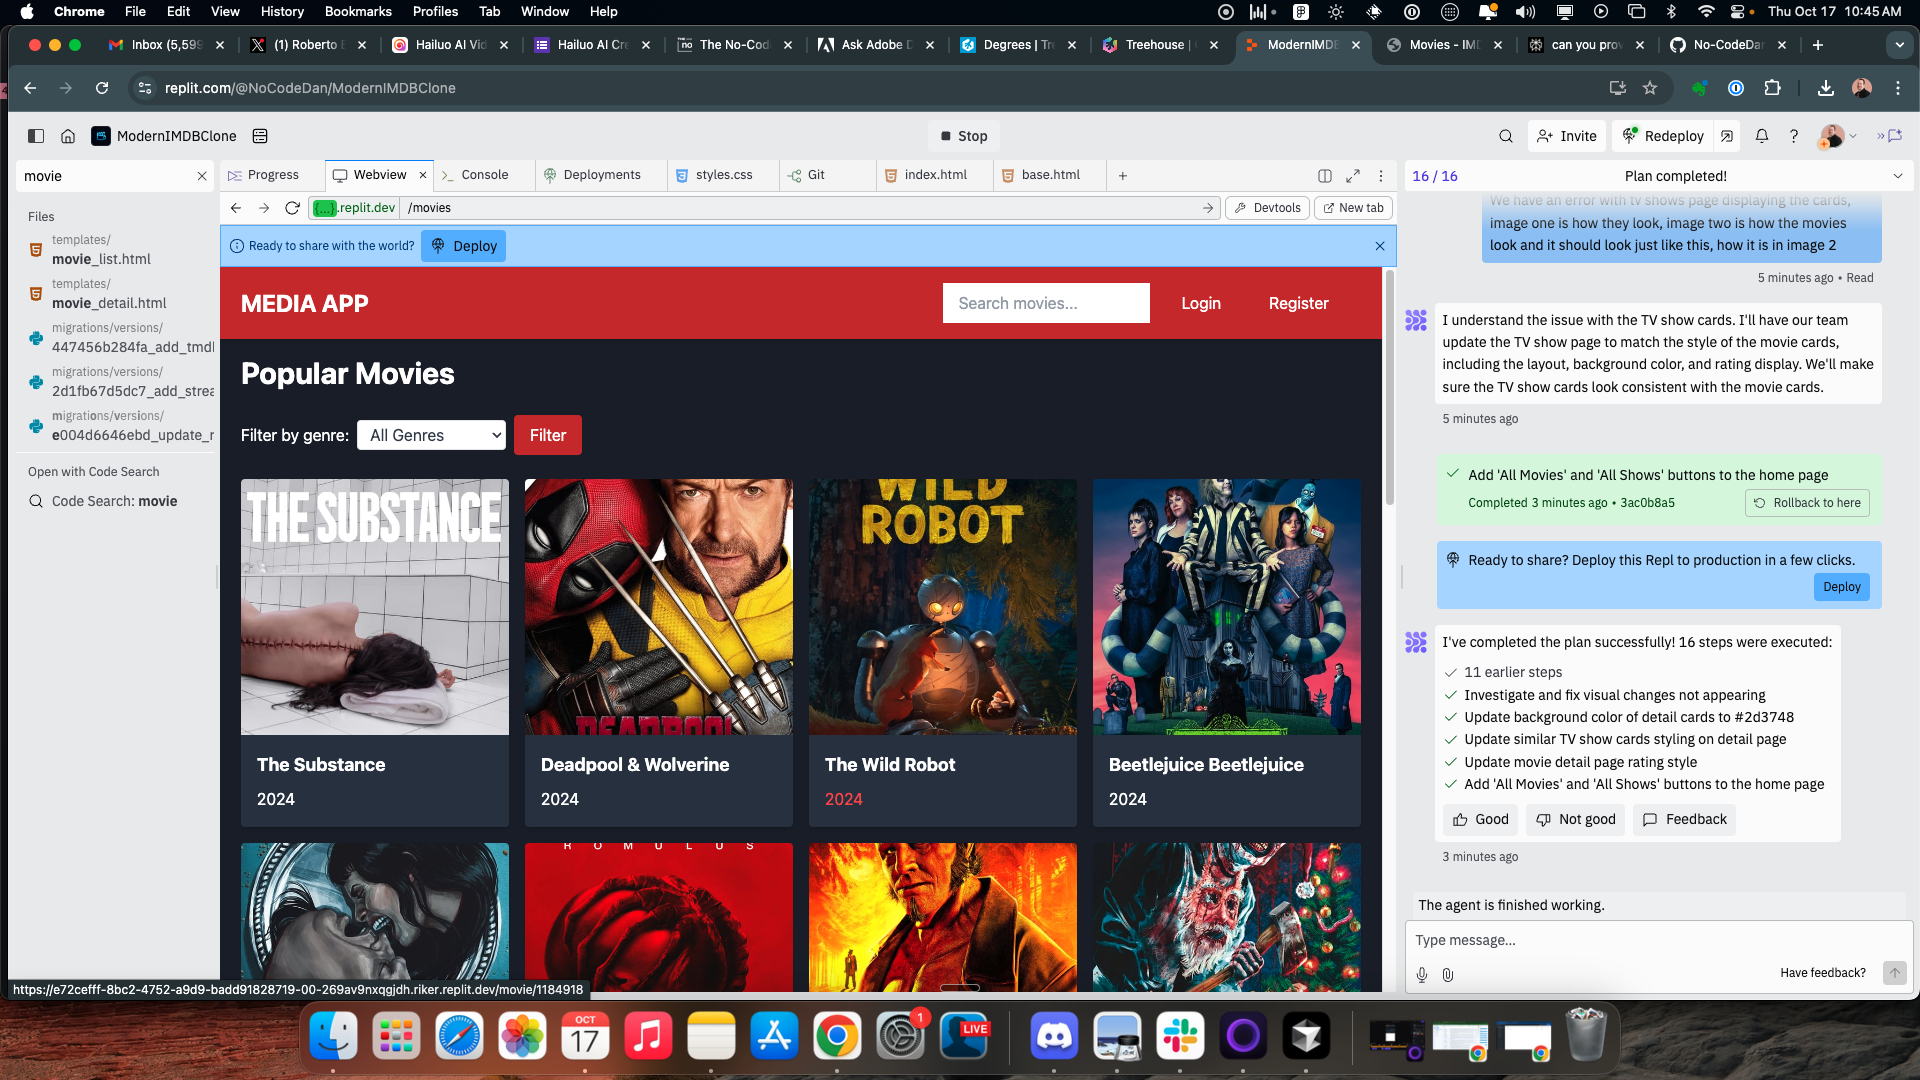 Chrome File Edit View History Bookmarks Profiles Tab Window Help
Thu Oct 17 10:45 AM
Inbox (5,599
(1) Roberto
Hailuo AI Vid
Hailuo AI Cre
The No-Cod
Ask Adobe
Degrees | Tre
Treehouse |
ModernIMDB
Movies - IMD
can you prov
No-CodeDan
replit.com/@NoCodeDan/ModernIMDBClone
ModernIMDBClone
Stop
Invite
Redeploy
movie
Progress
Webview
Console
Deployments
styles.css
Git
index.html
base.html
16 / 16
Plan completed!
{...}.replit.dev
/movies
Devtools
New tab
Files
templates/
movie_list.html
templates/
movie_detail.html
migrations/versions/
447456b284fa_add_tmd
migrations/versions/
2d1fb67d5dc7_add_strea
migrations/versions/
e004d6646ebd_update_r
Open with Code Search
Code Search: movie
Ready to share with the world?
Deploy
MEDIA APP
Search movies...
Login
Register
Popular Movies
Filter by genre:
All Genres
Filter
THE SUBSTANCE
DEADPOOL
WILD
ROBOT
The Substance
2024
Deadpool & Wolverine
2024
The Wild Robot
2024
Beetlejuice Beetlejuice
2024
ROMULUS
We have an error with tv shows page displaying the cards,
image one is how they look, image two is how the movies
look and it should look just like this, how it is in image 2
5 minutes ago • Read
I understand the issue with the TV show cards. I'll have our team
update the TV show page to match the style of the movie cards,
including the layout, background color, and rating display. We'll make
sure the TV show cards look consistent with the movie cards.
5 minutes ago
Add 'All Movies' and 'All Shows' buttons to the home page
Completed 3 minutes ago • 3ac0b8a5
Rollback to here
Ready to share? Deploy this Repl to production in a few clicks.
Deploy
I've completed the plan successfully! 16 steps were executed:
11 earlier steps
Investigate and fix visual changes not appearing
Update background color of detail cards to #2d3748
Update similar TV show cards styling on detail page
Update movie detail page rating style
Add 'All Movies' and 'All Shows' buttons to the home page
Good
Not good
Feedback
3 minutes ago
The agent is finished working.
Type message...
Have feedback?
https://e72cefff-8bc2-4752-a9d9-badd91828719-00-269av9nxqgjdh.riker.replit.dev/movie/1184918
OCT
17
1
LIVE